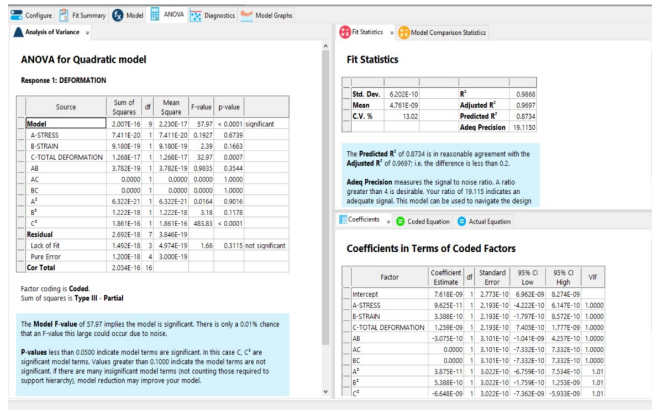 Configure Fit Summary Model ANOVA Diagnostics Model Graphs
Analysis of Variance
ANOVA for Quadratic model
Response 1: DEFORMATION
Source Sum of Squares df Mean Square F-value p-value
Model 2.007E-16 9 2.230E-17 57.97 < 0.0001 significant
A-STRESS 7.411E-20 1 7.411E-20 0.1927 0.6739
B-STRAIN 9.180E-19 1 9.180E-19 2.39 0.1663
C-TOTAL DEFORMATION 1.268E-17 1 1.268E-17 32.97 0.0007
AB 3.782E-19 1 3.782E-19 0.9835 0.3544
AC 0.0000 1 0.0000 0.0000 1.0000
BC 0.0000 1 0.0000 0.0000 1.0000
A² 6.322E-21 1 6.322E-21 0.0164 0.9016
B² 1.222E-18 1 1.222E-18 3.18 0.1178
C² 1.861E-16 1 1.861E-16 483.83 < 0.0001
Residual 2.692E-18 7 3.846E-19
Lack of Fit 1.492E-18 3 4.974E-19 1.66 0.3115 not significant
Pure Error 1.200E-18 4 3.000E-19
Cor Total 2.034E-16 16
Factor coding is Coded.
Sum of squares is Type III - Partial
The Model F-value of 57.97 implies the model is significant. There is only a 0.01% chance
that an F-value this large could occur due to noise.
P-values less than 0.0500 indicate model terms are significant. In this case C, C² are
significant model terms. Values greater than 0.1000 indicate the model terms are not
significant. If there are many insignificant model terms (not counting those required to
support hierarchy), model reduction may improve your model.
Fit Statistics Model Comparison Statistics
Fit Statistics
Std. Dev. 6.202E-10 R² 0.9868
Mean 4.761E-09 Adjusted R² 0.9697
C.V. % 13.02 Predicted R² 0.8734
Adeq Precision 19.1150
The Predicted R² of 0.8734 is in reasonable agreement with the
Adjusted R² of 0.9697; i.e. the difference is less than 0.2.
Adeq Precision measures the signal to noise ratio. A ratio
greater than 4 is desirable. Your ratio of 19.115 indicates an
adequate signal. This model can be used to navigate the design
Coefficients Coded Equation Actual Equation
Coefficients in Terms of Coded Factors
Factor Coefficient Estimate df Standard Error 95% CI Low 95% CI High VIF
Intercept 7.618E-09 1 2.773E-10 6.962E-09 8.274E-09
A-STRESS 9.625E-11 1 2.193E-10 -4.222E-10 6.147E-10 1.0000
B-STRAIN 3.388E-10 1 2.193E-10 -1.797E-10 8.572E-10 1.0000
C-TOTAL DEFORMATION 1.259E-09 1 2.193E-10 7.405E-10 1.777E-09 1.0000
AB -3.075E-10 1 3.101E-10 -1.041E-09 4.257E-10 1.0000
AC 0.0000 1 3.101E-10 -7.332E-10 7.332E-10 1.0000
BC 0.0000 1 3.101E-10 -7.332E-10 7.332E-10 1.0000
A² 3.875E-11 1 3.022E-10 -6.759E-10 7.534E-10 1.01
B² 5.388E-10 1 3.022E-10 -1.759E-10 1.253E-09 1.01
C² -6.648E-09 1 3.022E-10 -7.362E-09 -5.933E-09 1.01